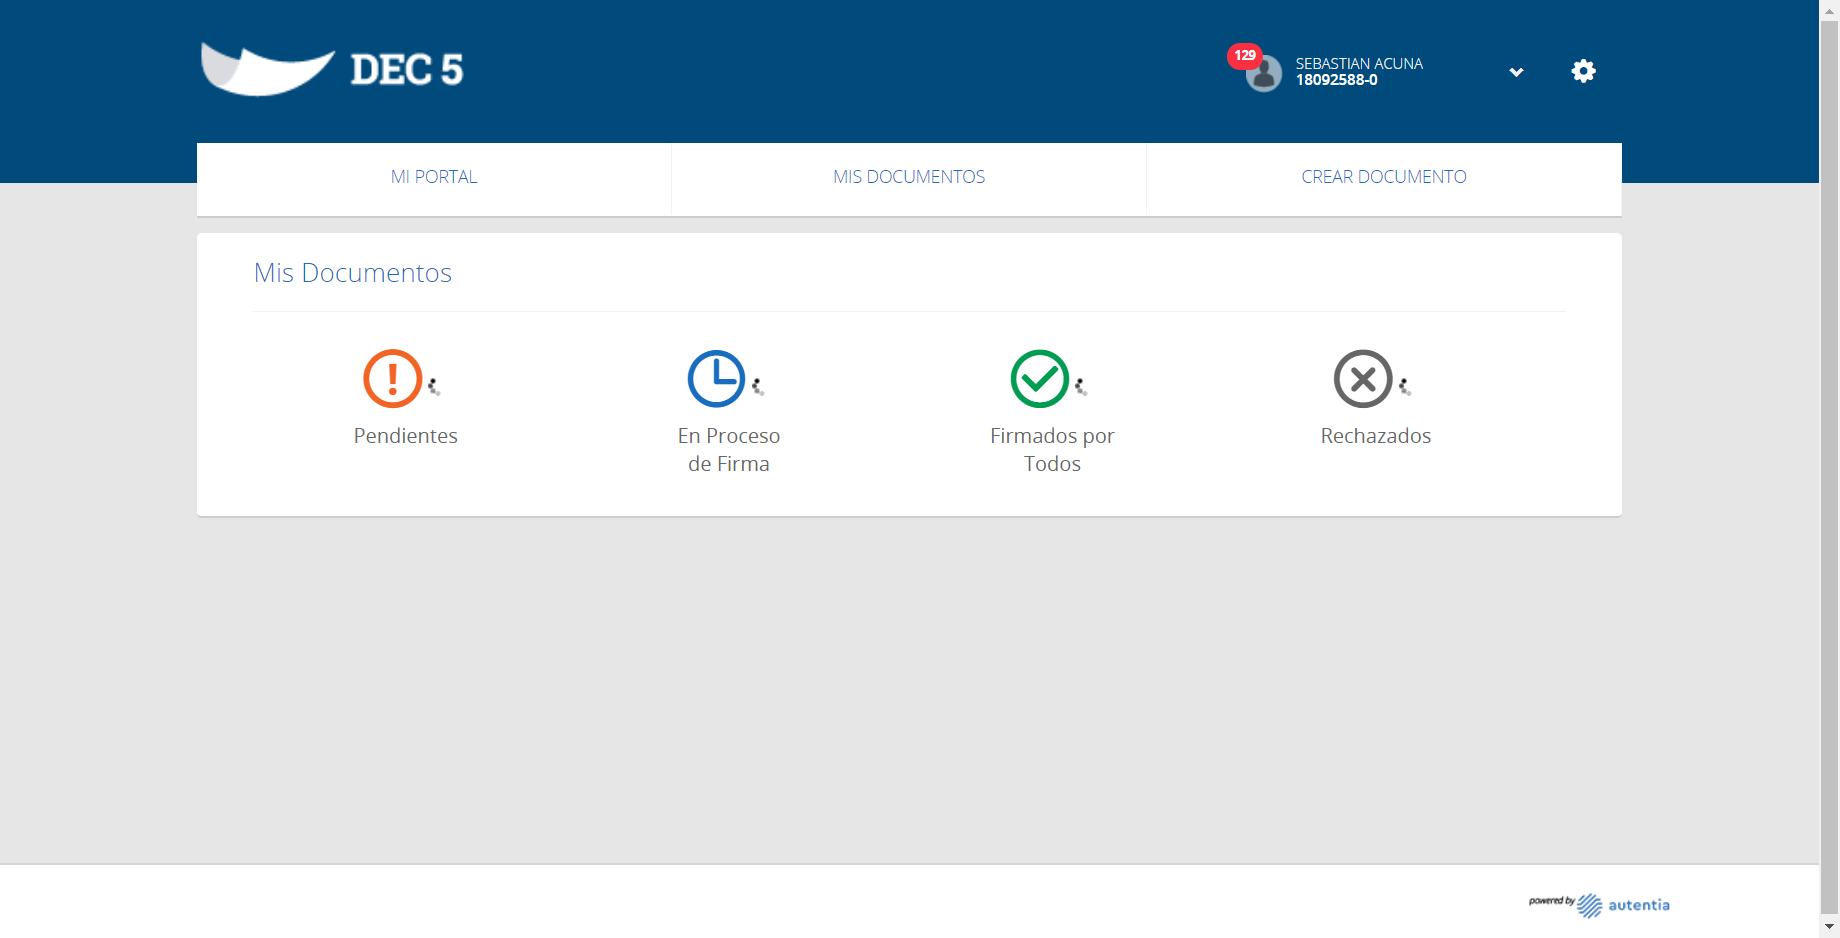 DEC 5
129
SEBASTIAN ACUNA
18092588-0
MI PORTAL
MIS DOCUMENTOS
CREAR DOCUMENTO
Mis Documentos
Pendientes
En Proceso
de Firma
Firmados por
Todos
Rechazados
powered by autentia